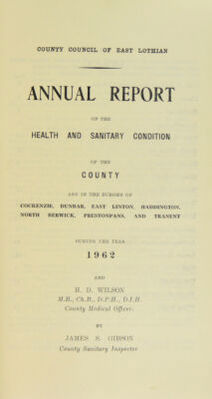 COUNTY COUNCIL OF EAST LOTHIAN
ANNUAL REPORT
ON THE
HEALTH AND SANITARY CONDITION
OF THE
COUNTY
AND OF THE BURGHS OF
COCKENZIE, DUNBAR, EAST LINTON, HADDINGTON,
NORTH BERWICK, PRESTONPANS, AND TRANENT
DURING THE YEAR
1962
AND
H. D. WILSON
M.B., Ch.B., D.P.H., D.I.H.
County Medical Officer.
BY
JAMES S. GIBSON
County Sanitary Inspector